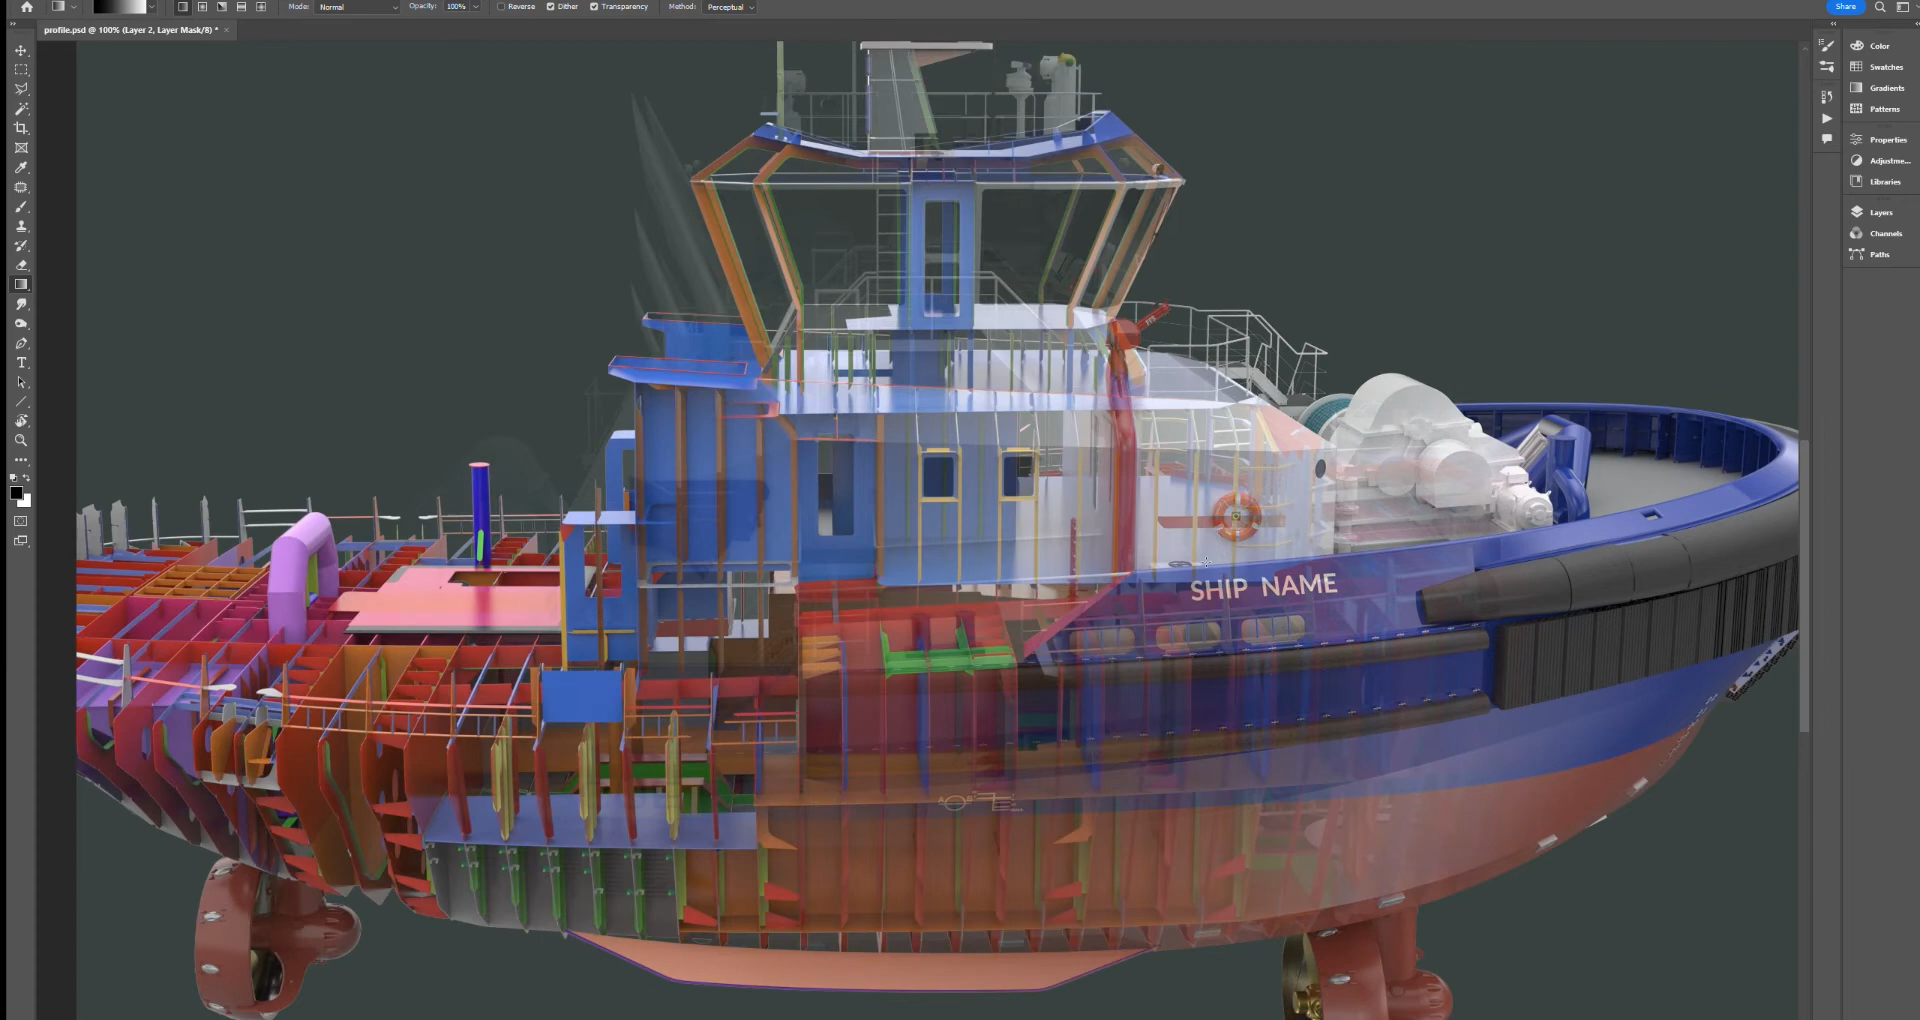 Mode: Normal Opacity: 100% Reverse Dither Transparency Method: Perceptual Share
profile.psd @ 100% (Layer 2, Layer Mask/8) * ×
Color
Swatches
Gradients
Patterns
Properties
Adjustme...
Libraries
Layers
Channels
Paths
SHIP NAME